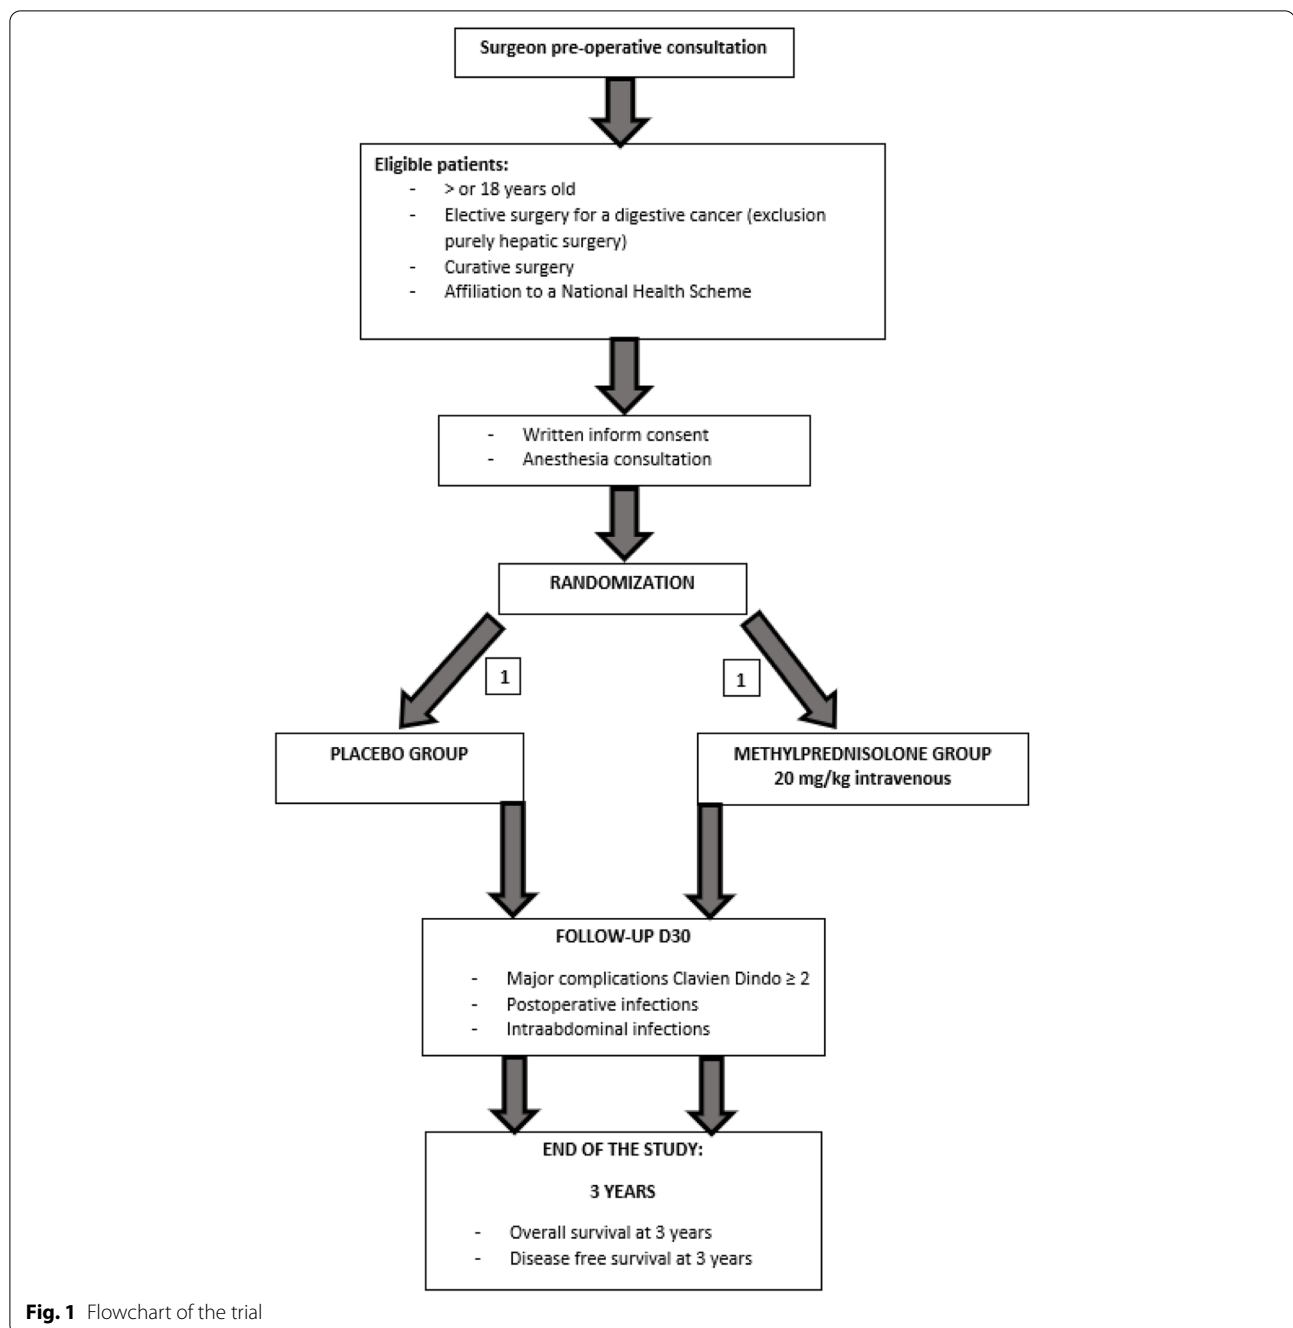 Surgeon pre-operative consultation
Eligible patients:
- > or 18 years old
- Elective surgery for a digestive cancer (exclusion
purely hepatic surgery)
- Curative surgery
- Affiliation to a National Health Scheme
- Written inform consent
- Anesthesia consultation
RANDOMIZATION
1
1
PLACEBO GROUP
METHYLPREDNISOLONE GROUP
20 mg/kg intravenous
FOLLOW-UP D30
- Major complications Clavien Dindo ≥ 2
- Postoperative infections
- Intraabdominal infections
END OF THE STUDY:
3 YEARS
- Overall survival at 3 years
- Disease free survival at 3 years
Fig. 1 Flowchart of the trial